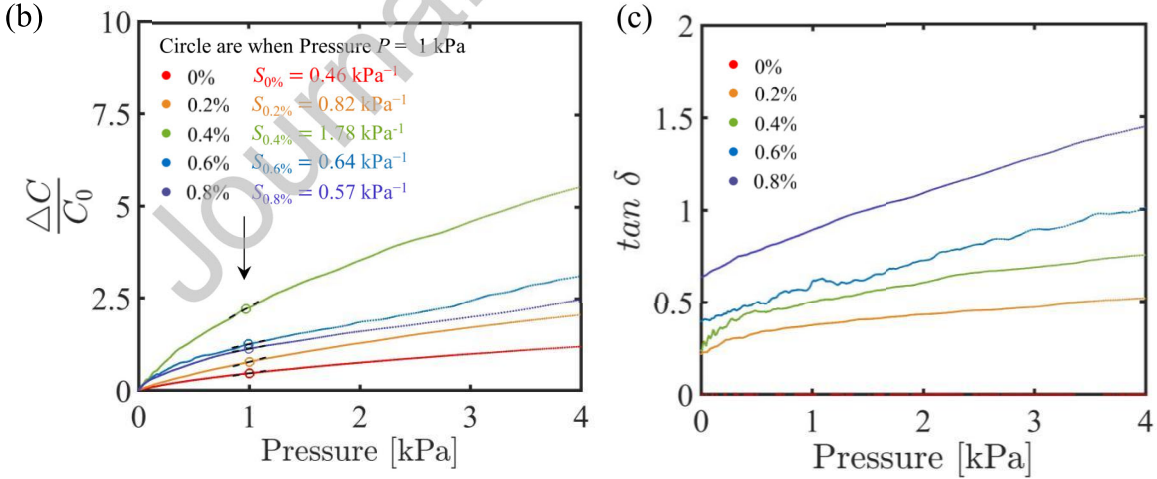 (b)
10
7.5
5
2.5
0
ΔC
C₀
Circle are when Pressure P = 1 kPa
0% S₀% = 0.46 kPa⁻¹
0.2% S₀.₂% = 0.82 kPa⁻¹
0.4% S₀.₄% = 1.78 kPa⁻¹
0.6% S₀.₆% = 0.64 kPa⁻¹
0.8% S₀.₈% = 0.57 kPa⁻¹
Journa
0 1 2 3 4
Pressure [kPa]
(c)
2
1.5
1
0.5
0
tan δ
0%
0.2%
0.4%
0.6%
0.8%
0 1 2 3 4
Pressure [kPa]